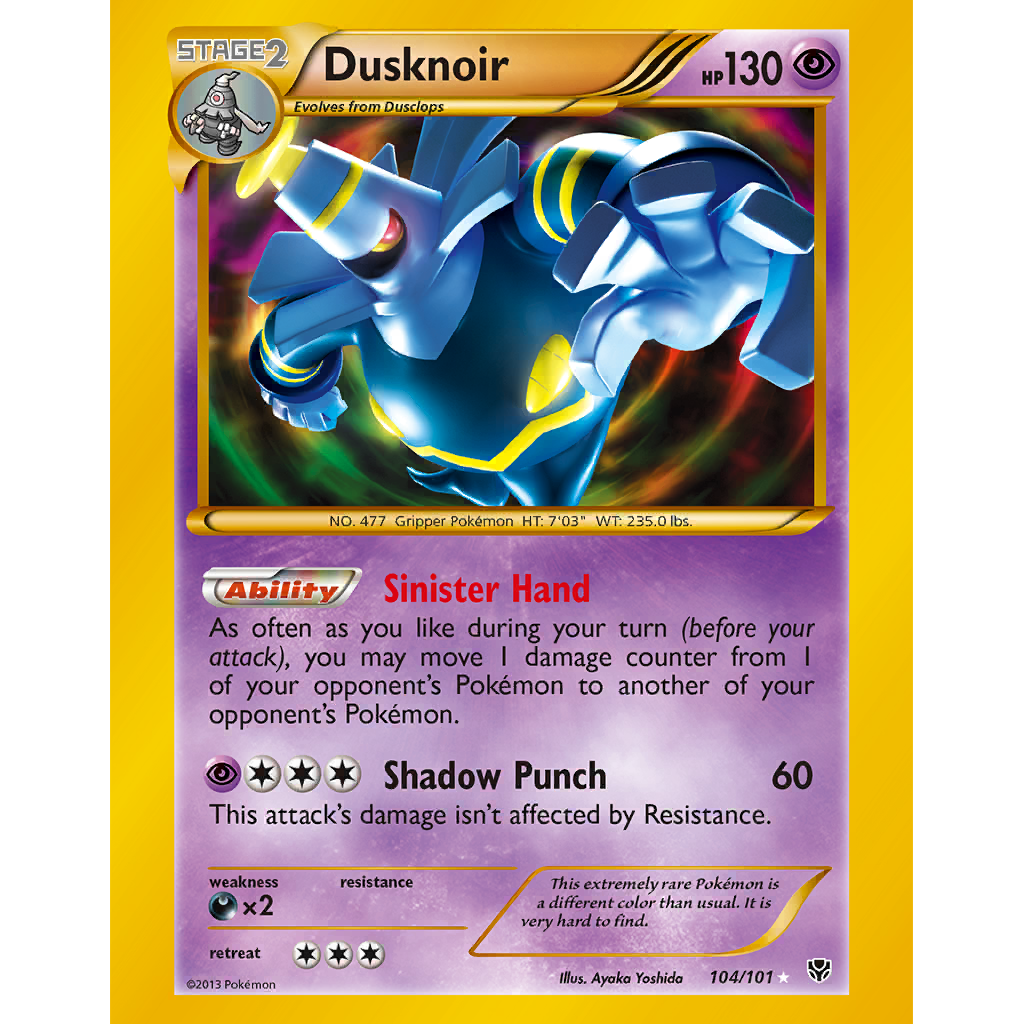 STAGE2
Dusknoir
HP130
Evolves from Dusclops
NO. 477 Gripper Pokémon HT: 7'03" WT: 235.0 lbs.
Ability Sinister Hand
As often as you like during your turn (before your
attack), you may move 1 damage counter from 1
of your opponent's Pokémon to another of your
opponent's Pokémon.
Shadow Punch 60
This attack's damage isn't affected by Resistance.
weakness resistance
×2
This extremely rare Pokémon is
a different color than usual. It is
very hard to find.
retreat
Illus. Ayaka Yoshida 104/101
©2013 Pokémon